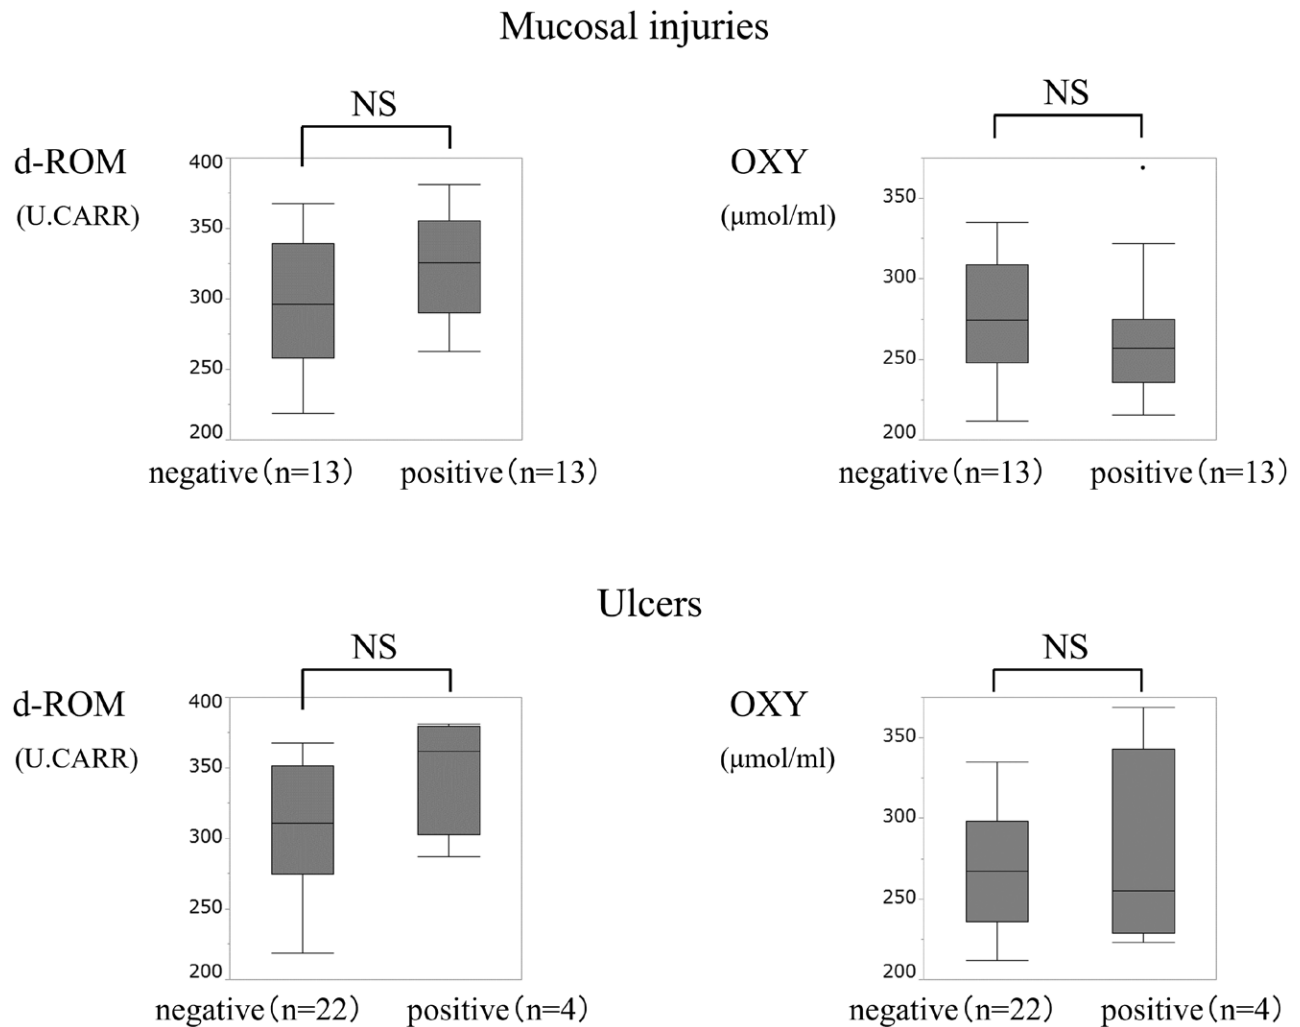 Mucosal injuries
NS
d-ROM
(U.CARR)
400
350
300
250
200
negative(n=13)
positive(n=13)
NS
OXY
(μmol/ml)
350
300
250
200
negative(n=13)
positive(n=13)
Ulcers
NS
d-ROM
(U.CARR)
400
350
300
250
200
negative(n=22)
positive(n=4)
NS
OXY
(μmol/ml)
350
300
250
200
negative(n=22)
positive(n=4)